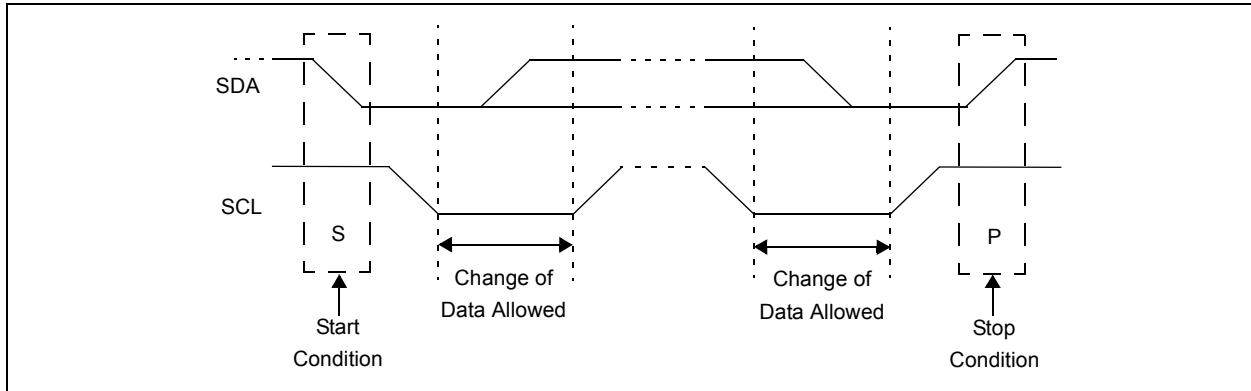 SDA
SCL
S
P
Change of
Data Allowed
Change of
Data Allowed
Start
Condition
Stop
Condition